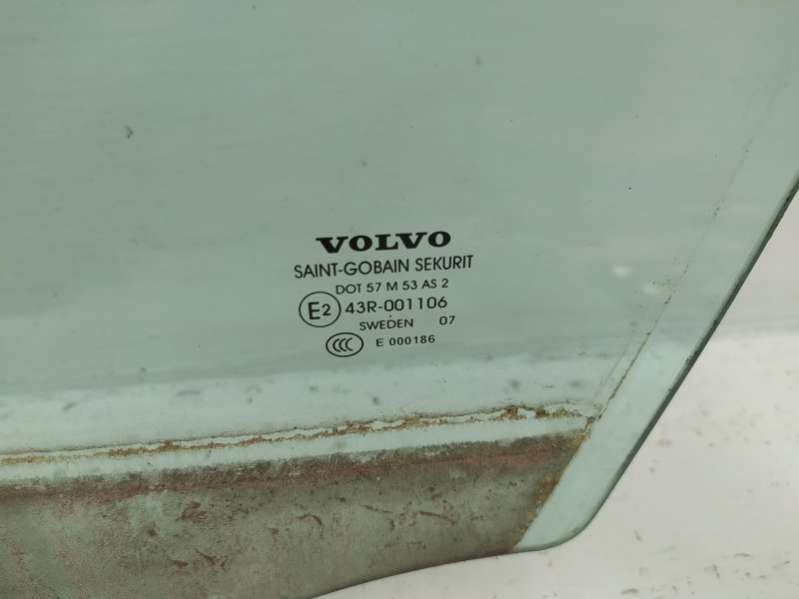 VOLVO
SAINT-GOBAIN SEKURIT
DOT 57 M 53 AS 2
E2 43R-001106
SWEDEN 07
CCC E 000186